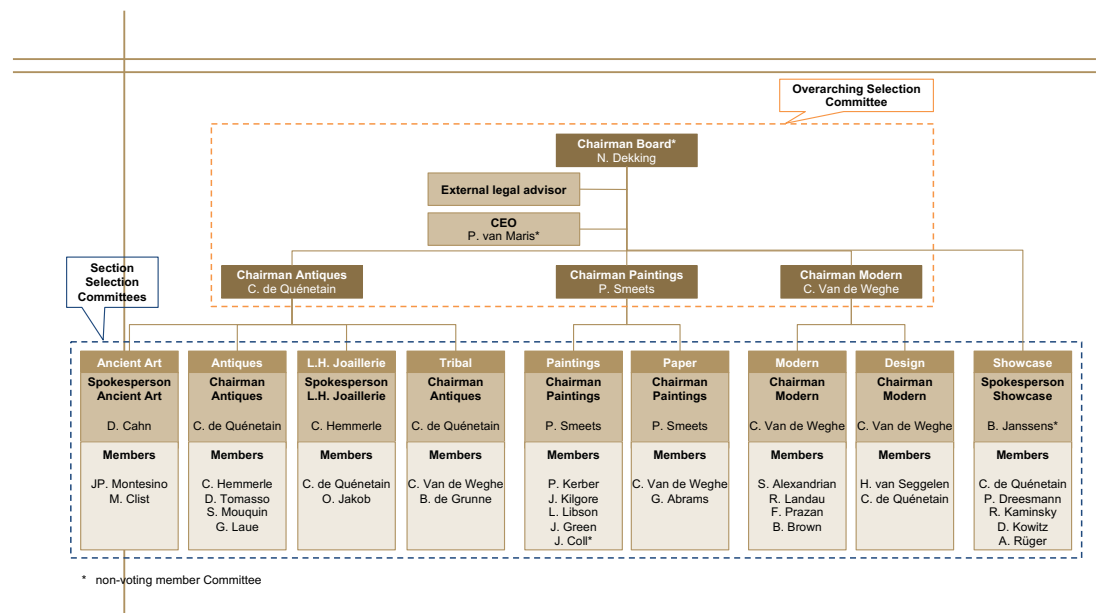 Overarching Selection
Committee
Chairman Board*
N. Dekking
External legal advisor
CEO
P. van Maris*
Section
Selection
Committees
Chairman Antiques
C. de Quénetain
Chairman Paintings
P. Smeets
Chairman Modern
C. Van de Weghe
Ancient Art
Spokesperson
Ancient Art
D. Cahn
Members
JP. Montesino
M. Clist
Antiques
Chairman
Antiques
C. de Quénetain
Members
C. Hemmerle
D. Tomasso
S. Mouquin
G. Laue
L.H. Joaillerie
Spokesperson
L.H. Joaillerie
C. Hemmerle
Members
C. de Quénetain
O. Jakob
Tribal
Chairman
Antiques
C. de Quénetain
Members
C. Van de Weghe
B. de Grunne
Paintings
Chairman
Paintings
P. Smeets
Members
P. Kerber
J. Kilgore
L. Libson
J. Green
J. Coll*
Paper
Chairman
Paintings
P. Smeets
Members
C. Van de Weghe
G. Abrams
Modern
Chairman
Modern
C. Van de Weghe
Members
S. Alexandrian
R. Landau
F. Prazan
B. Brown
Design
Chairman
Modern
C. Van de Weghe
Members
H. van Seggelen
C. de Quénetain
Showcase
Spokesperson
Showcase
B. Janssens*
Members
C. de Quénetain
P. Dreesmann
R. Kaminsky
D. Kowitz
A. Rüger
* non-voting member Committee